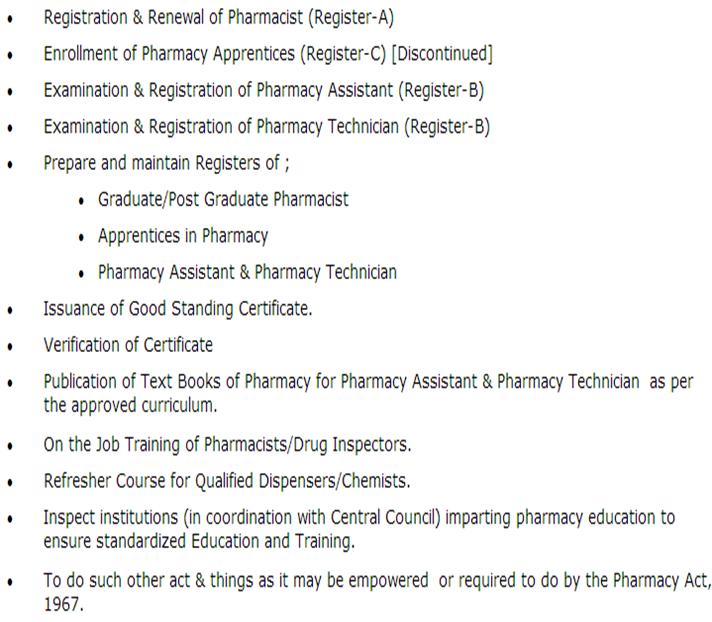 • Registration & Renewal of Pharmacist (Register-A)
• Enrollment of Pharmacy Apprentices (Register-C) [Discontinued]
• Examination & Registration of Pharmacy Assistant (Register-B)
• Examination & Registration of Pharmacy Technician (Register-B)
• Prepare and maintain Registers of ;
• Graduate/Post Graduate Pharmacist
• Apprentices in Pharmacy
• Pharmacy Assistant & Pharmacy Technician
• Issuance of Good Standing Certificate.
• Verification of Certificate
• Publication of Text Books of Pharmacy for Pharmacy Assistant & Pharmacy Technician as per
the approved curriculum.
• On the Job Training of Pharmacists/Drug Inspectors.
• Refresher Course for Qualified Dispensers/Chemists.
• Inspect institutions (in coordination with Central Council) imparting pharmacy education to
ensure standardized Education and Training.
• To do such other act & things as it may be empowered or required to do by the Pharmacy Act,
1967.